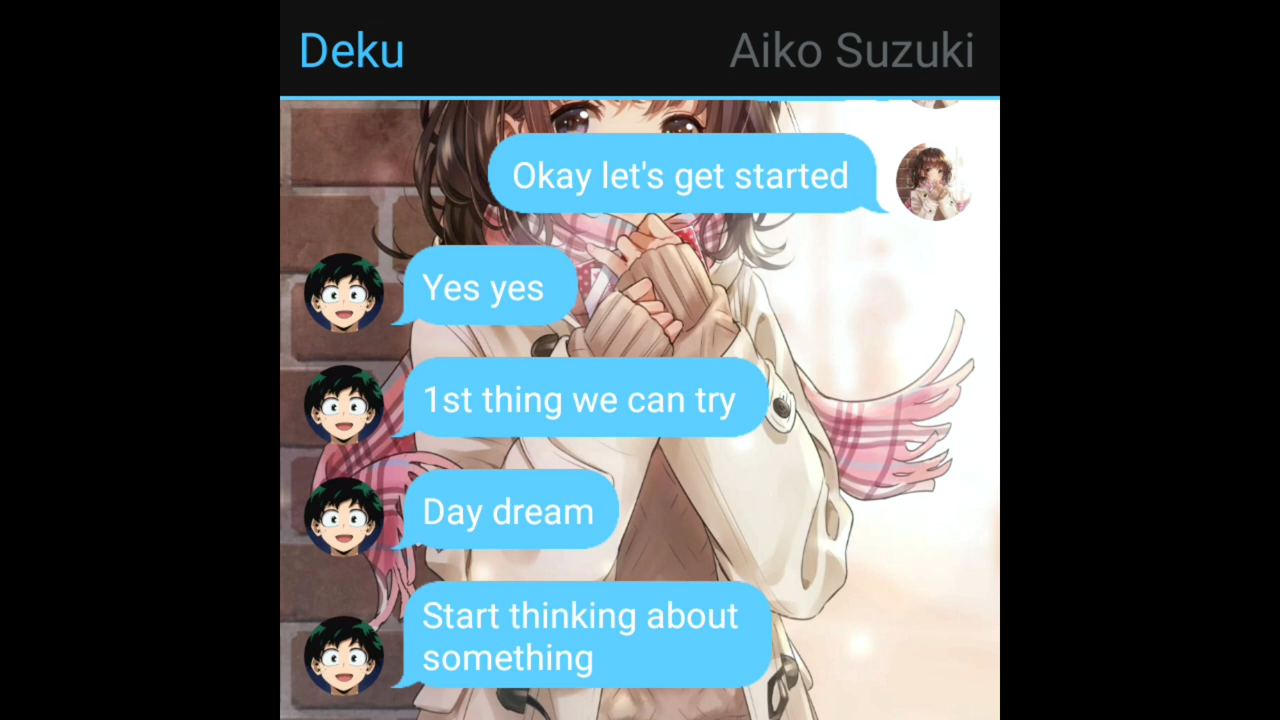 Deku
Aiko Suzuki
Okay let's get started
Yes yes
1st thing we can try
Day dream
Start thinking about
something